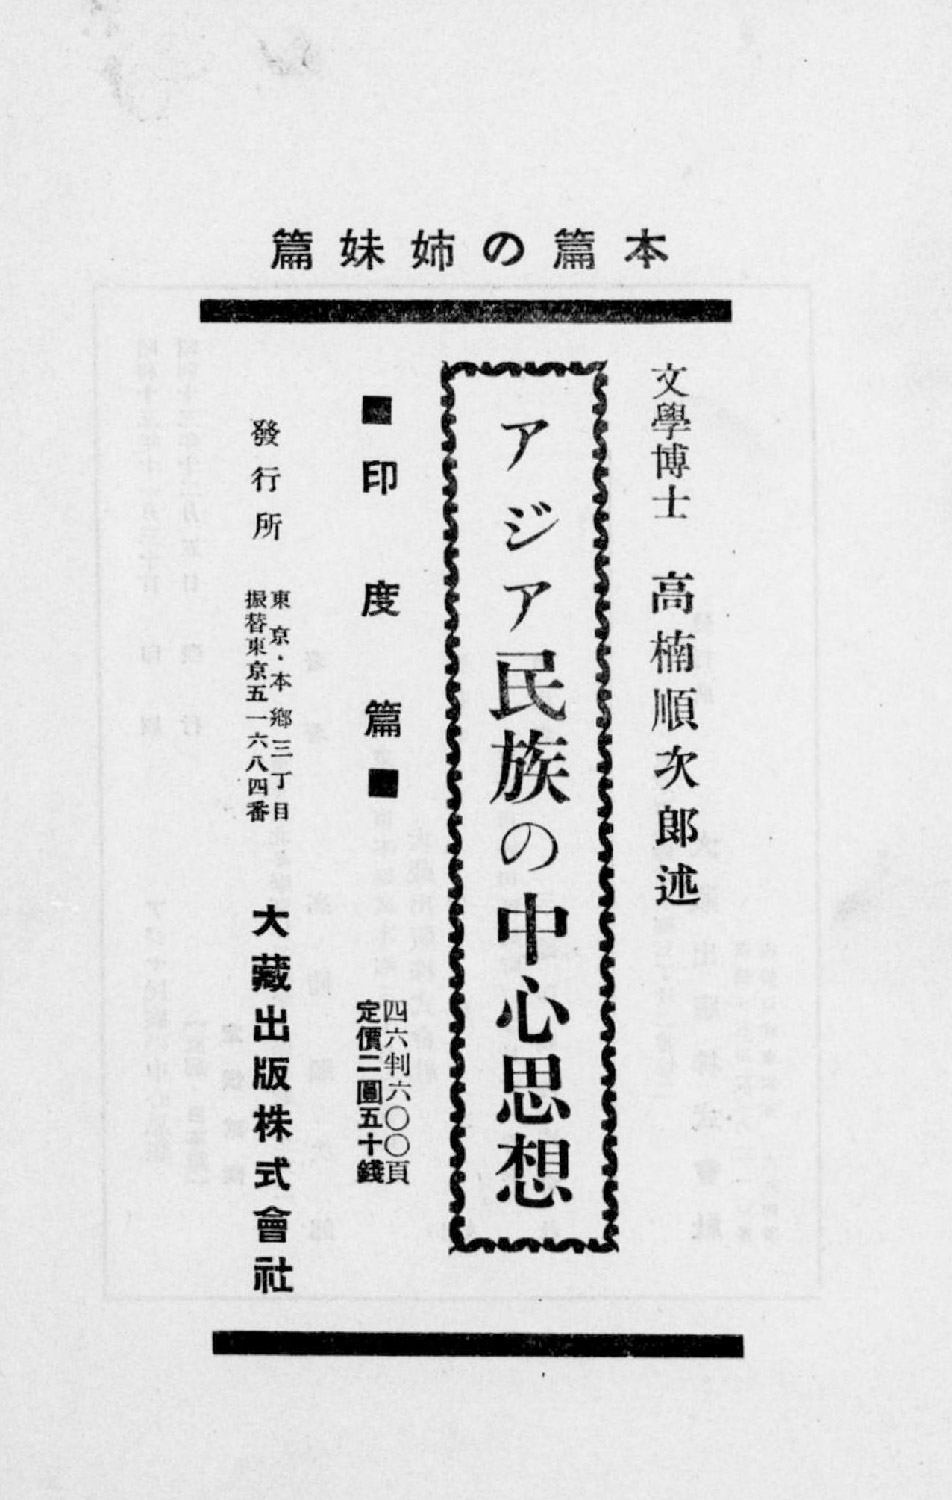 本篇の姉妹篇
文學博士　高楠順次郎述
アジア民族の中心思想
■印度篇■
四六判六〇〇頁
定價二圓五十錢
發行所
東京・本郷三丁目
振替東京五一六八四番
大藏出版株式會社